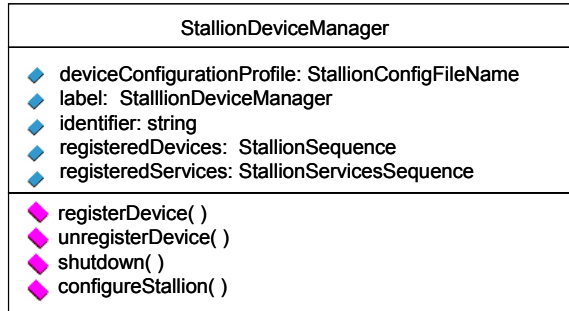 StallionDeviceManager
deviceConfigurationProfile: StallionConfigFileName
label: StalllionDeviceManager
identifier: string
registeredDevices: StallionSequence
registeredServices: StallionServicesSequence
registerDevice( )
unregisterDevice( )
shutdown( )
configureStallion( )